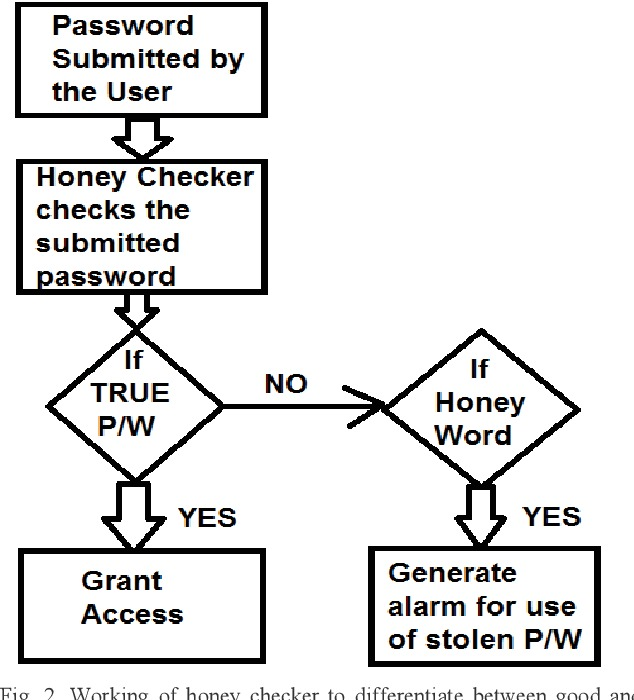 Password
Submitted by
the User
Honey Checker
checks the
submitted
password
If
TRUE
P/W
NO
If
Honey
Word
YES
YES
Grant
Access
Generate
alarm for use
of stolen P/W
Fig. 2. Working of honey checker to differentiate between good and